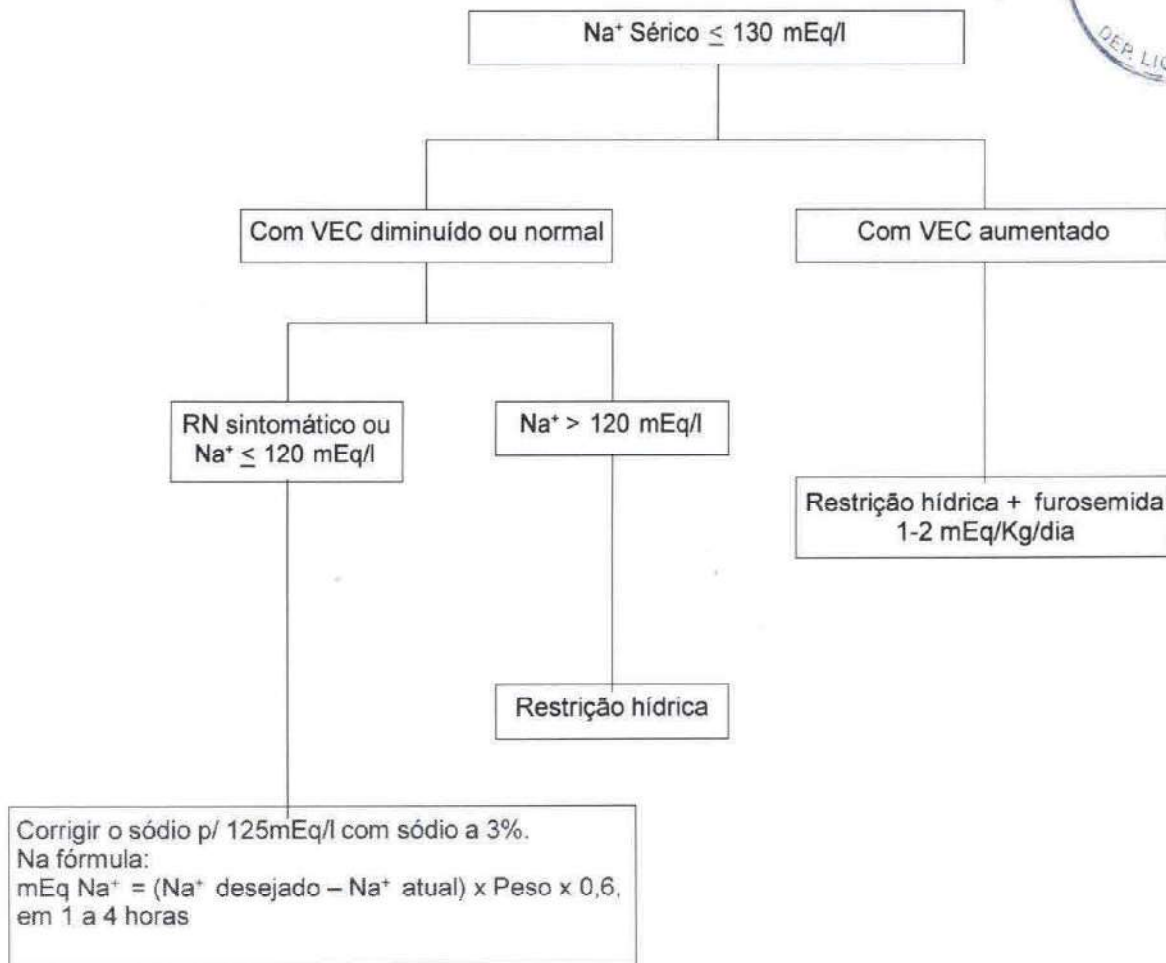 Na⁺ Sérico ≤ 130 mEq/l
DEP. LIC
Com VEC diminuído ou normal
Com VEC aumentado
RN sintomático ou
Na⁺ ≤ 120 mEq/l
Na⁺ > 120 mEq/l
Restrição hídrica + furosemida
1-2 mEq/Kg/dia
Restrição hídrica
Corrigir o sódio p/ 125mEq/l com sódio a 3%.
Na fórmula:
mEq Na⁺ = (Na⁺ desejado – Na⁺ atual) x Peso x 0,6,
em 1 a 4 horas